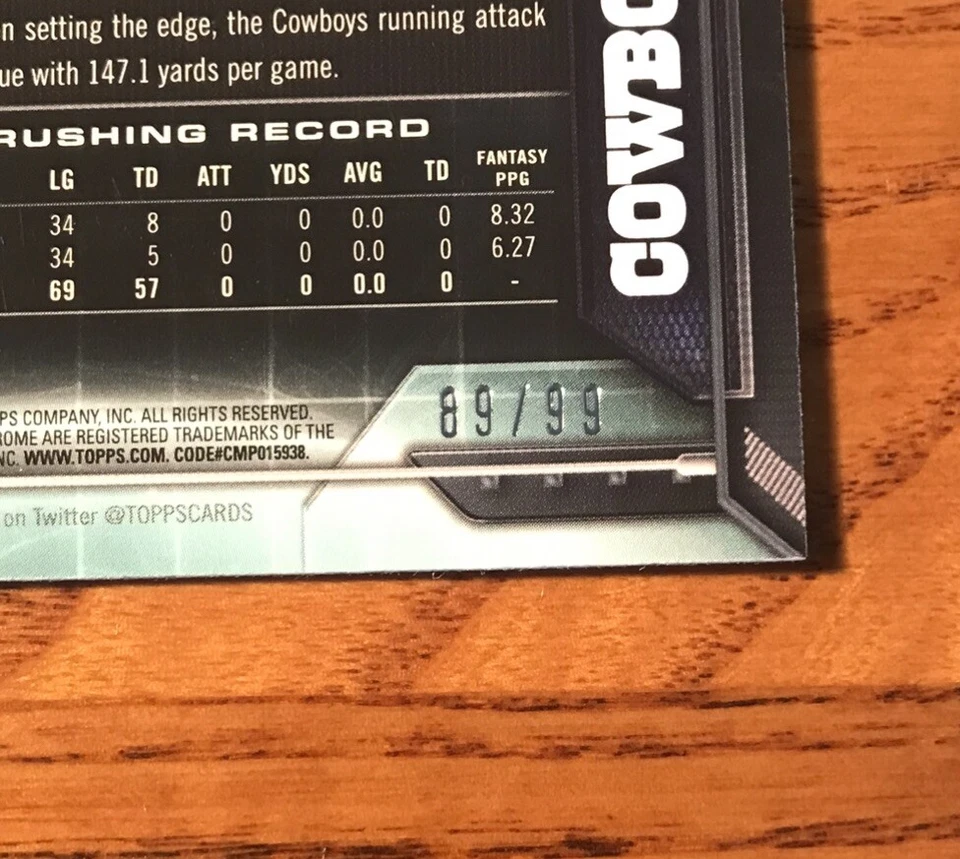 n setting the edge, the Cowboys running attack
ue with 147.1 yards per game.
RUSHING RECORD
LG TD ATT YDS AVG TD FANTASY PPG
34 8 0 0 0.0 0 8.32
34 5 0 0 0.0 0 6.27
69 57 0 0 0.0 0 -
COWBO
89/99
PS COMPANY, INC. ALL RIGHTS RESERVED.
ROME ARE REGISTERED TRADEMARKS OF THE
NC. WWW.TOPPS.COM. CODE#CMP015938.
on Twitter @TOPPSCARDS